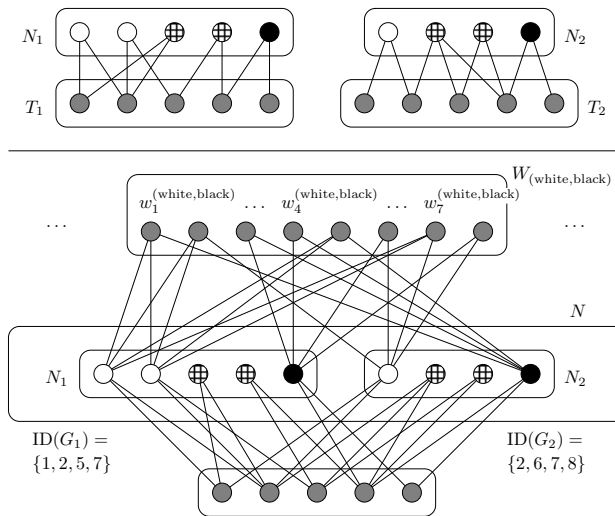 N₁ N₂
T₁ T₂
W₍white,black₎
w₁^(white,black) … w₄^(white,black) … w₇^(white,black)
… …
N
N₁ N₂
ID(G₁) = ID(G₂) =
{1, 2, 5, 7} {2, 6, 7, 8}